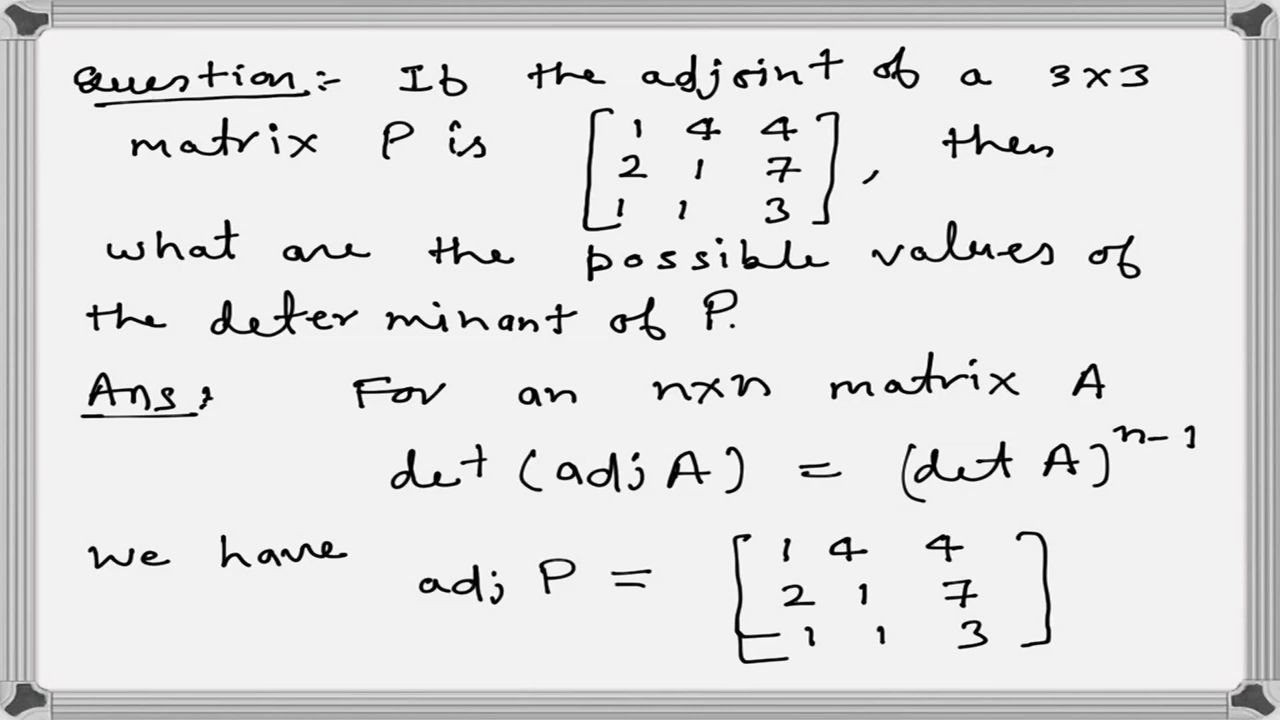 Question:- If the adjoint of a 3x3
matrix P is [1 4 4
2 1 7
1 1 3], then
what are the possible values of
the determinant of P.
Ans: For an nxn matrix A
det (adj A) = (det A)^n-1
We have adj P = [1 4 4
2 1 7
1 1 3]